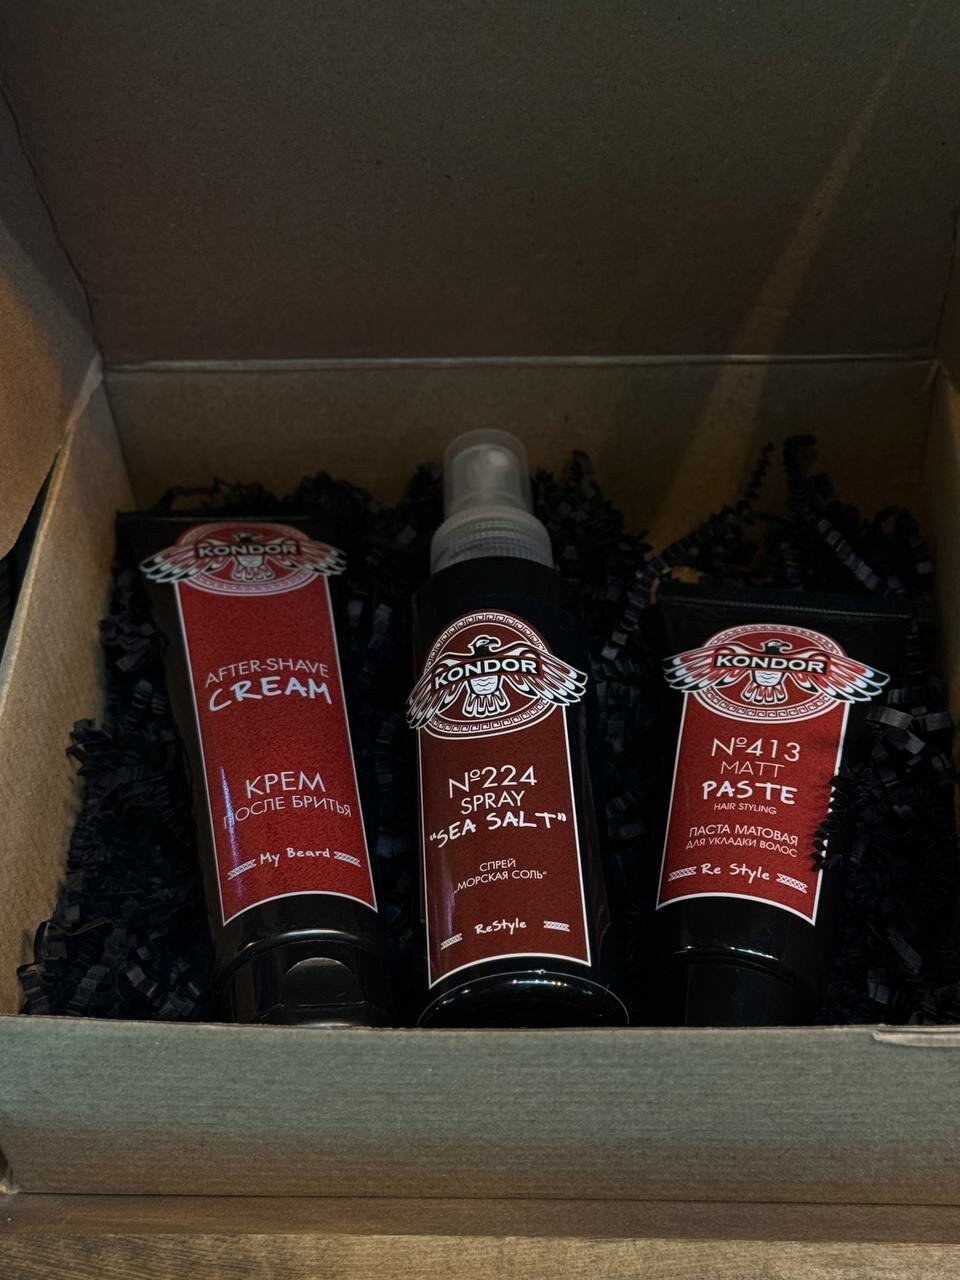 KONDOR
AFTER-SHAVE
CREAM
КРЕМ
ПОСЛЕ БРИТЬЯ
My Beard
KONDOR
№224
SPRAY
"SEA SALT"
СПРЕЙ
„МОРСКАЯ СОЛЬ"
ReStyle
KONDOR
№413
MATT
PASTE
HAIR STYLING
ПАСТА МАТОВАЯ
ДЛЯ УКЛАДКИ ВОЛОС
Re Style